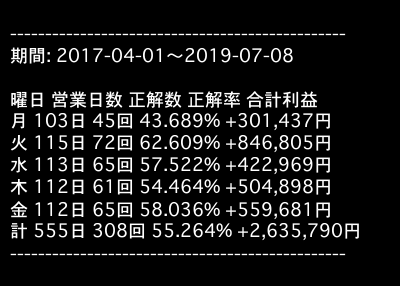 ------------------------------------------------
期間: 2017-04-01〜2019-07-08
曜日 営業日数 正解数 正解率 合計利益
月 103日 45回 43.689% +301,437円
火 115日 72回 62.609% +846,805円
水 113日 65回 57.522% +422,969円
木 112日 61回 54.464% +504,898円
金 112日 65回 58.036% +559,681円
計 555日 308回 55.264% +2,635,790円
------------------------------------------------